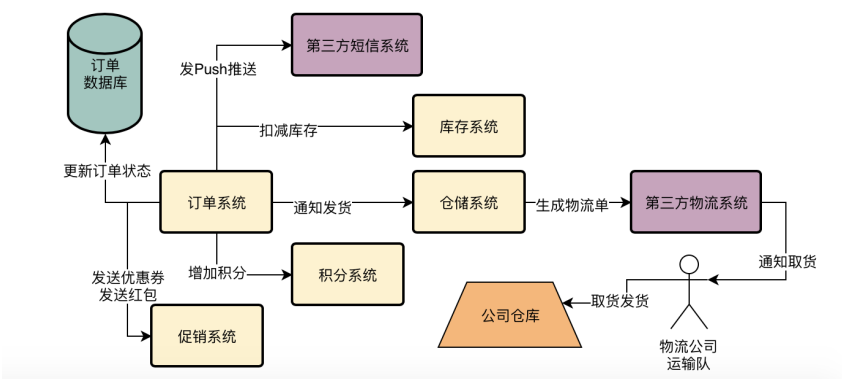 订单
数据库
第三方短信系统
发Push推送
扣减库存
库存系统
更新订单状态
订单系统
通知发货
仓储系统
生成物流单
第三方物流系统
增加积分
积分系统
通知取货
发送优惠券
发送红包
公司仓库
取货发货
促销系统
物流公司
运输队